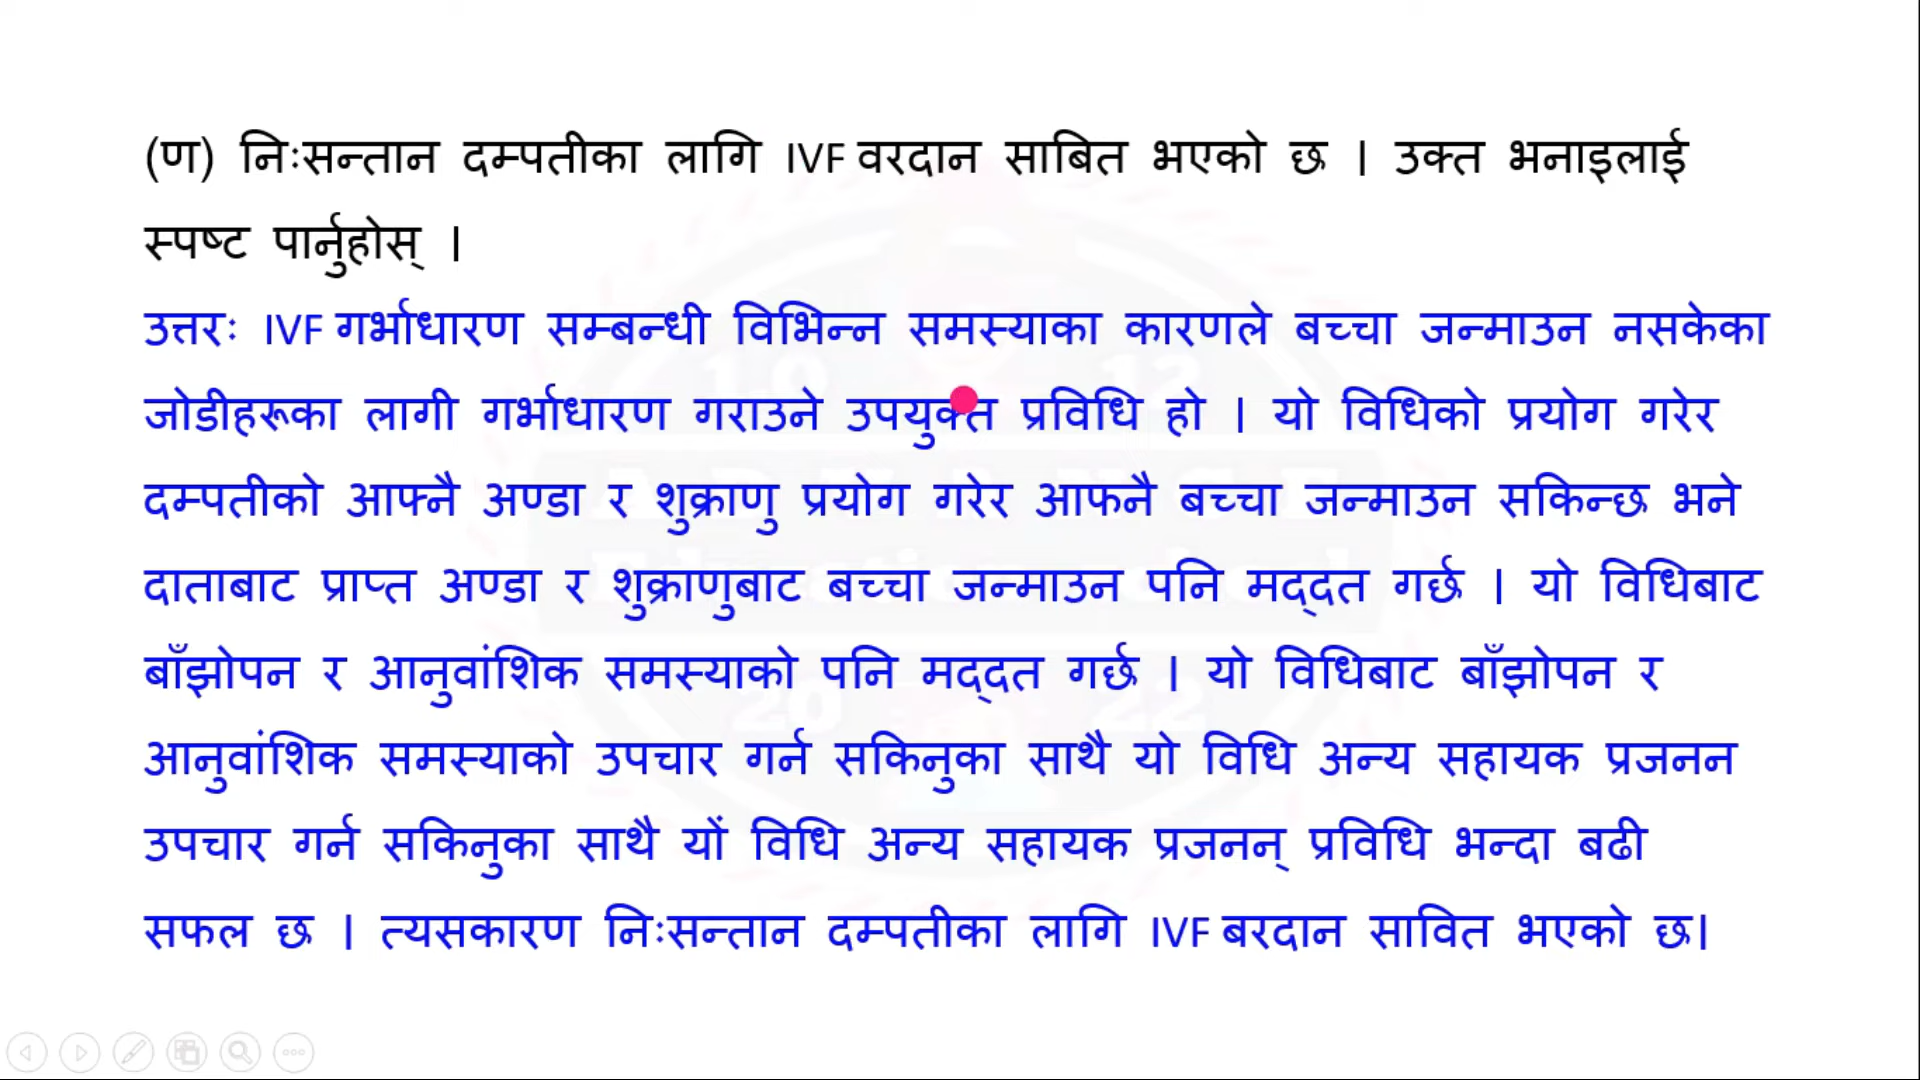 (ण) निःसन्तान दम्पतीका लागि IVF वरदान साबित भएको छ । उक्त भनाइलाई
स्पष्ट पार्नुहोस् ।
उत्तरः IVF गर्भाधारण सम्बन्धी विभिन्न समस्याका कारणले बच्चा जन्माउन नसकेका
जोडीहरूका लागी गर्भाधारण गराउने उपयुक्त प्रविधि हो । यो विधिको प्रयोग गरेर
दम्पतीको आफ्नै अण्डा र शुक्राणु प्रयोग गरेर आफनै बच्चा जन्माउन सकिन्छ भने
दाताबाट प्राप्त अण्डा र शुक्राणुबाट बच्चा जन्माउन पनि मद्दत गर्छ । यो विधिबाट
बाँझोपन र आनुवांशिक समस्याको पनि मद्दत गर्छ । यो विधिबाट बाँझोपन र
आनुवांशिक समस्याको उपचार गर्न सकिनुका साथै यो विधि अन्य सहायक प्रजनन
उपचार गर्न सकिनुका साथै यों विधि अन्य सहायक प्रजनन् प्रविधि भन्दा बढी
सफल छ । त्यसकारण निःसन्तान दम्पतीका लागि IVF बरदान सावित भएको छ।